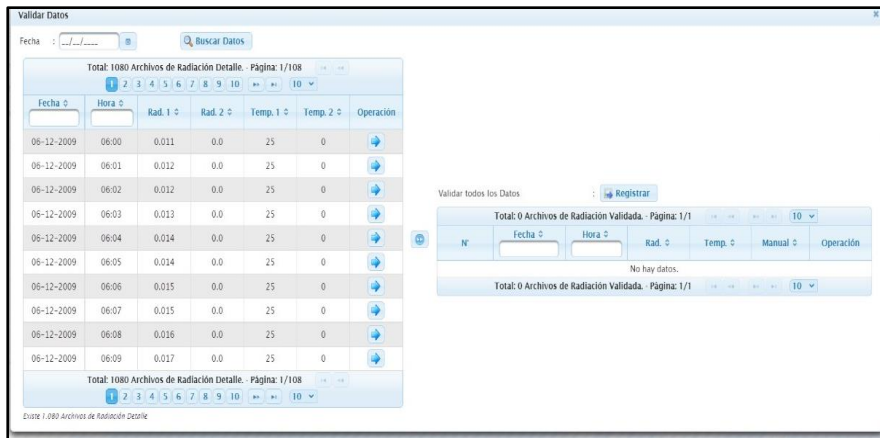 Validar Datos
Fecha : __/__/____ Buscar Datos
Total: 1080 Archivos de Radiación Detalle. - Página: 1/108
1 2 3 4 5 6 7 8 9 10 10
Fecha Hora Rad. 1 Rad. 2 Temp. 1 Temp. 2 Operación
06-12-2009 06:00 0.011 0.0 25 0
06-12-2009 06:01 0.012 0.0 25 0
06-12-2009 06:02 0.012 0.0 25 0
06-12-2009 06:03 0.013 0.0 25 0
06-12-2009 06:04 0.014 0.0 25 0
06-12-2009 06:05 0.014 0.0 25 0
06-12-2009 06:06 0.015 0.0 25 0
06-12-2009 06:07 0.015 0.0 25 0
06-12-2009 06:08 0.016 0.0 25 0
06-12-2009 06:09 0.017 0.0 25 0
Total: 1080 Archivos de Radiación Detalle. - Página: 1/108
1 2 3 4 5 6 7 8 9 10 10
Existe 1.080 Archivos de Radiación Detalle
Validar todos los Datos : Registrar
Total: 0 Archivos de Radiación Validada. - Página: 1/1 10
N° Fecha Hora Rad. Temp. Manual Operación
No hay datos.
Total: 0 Archivos de Radiación Validada. - Página: 1/1 10